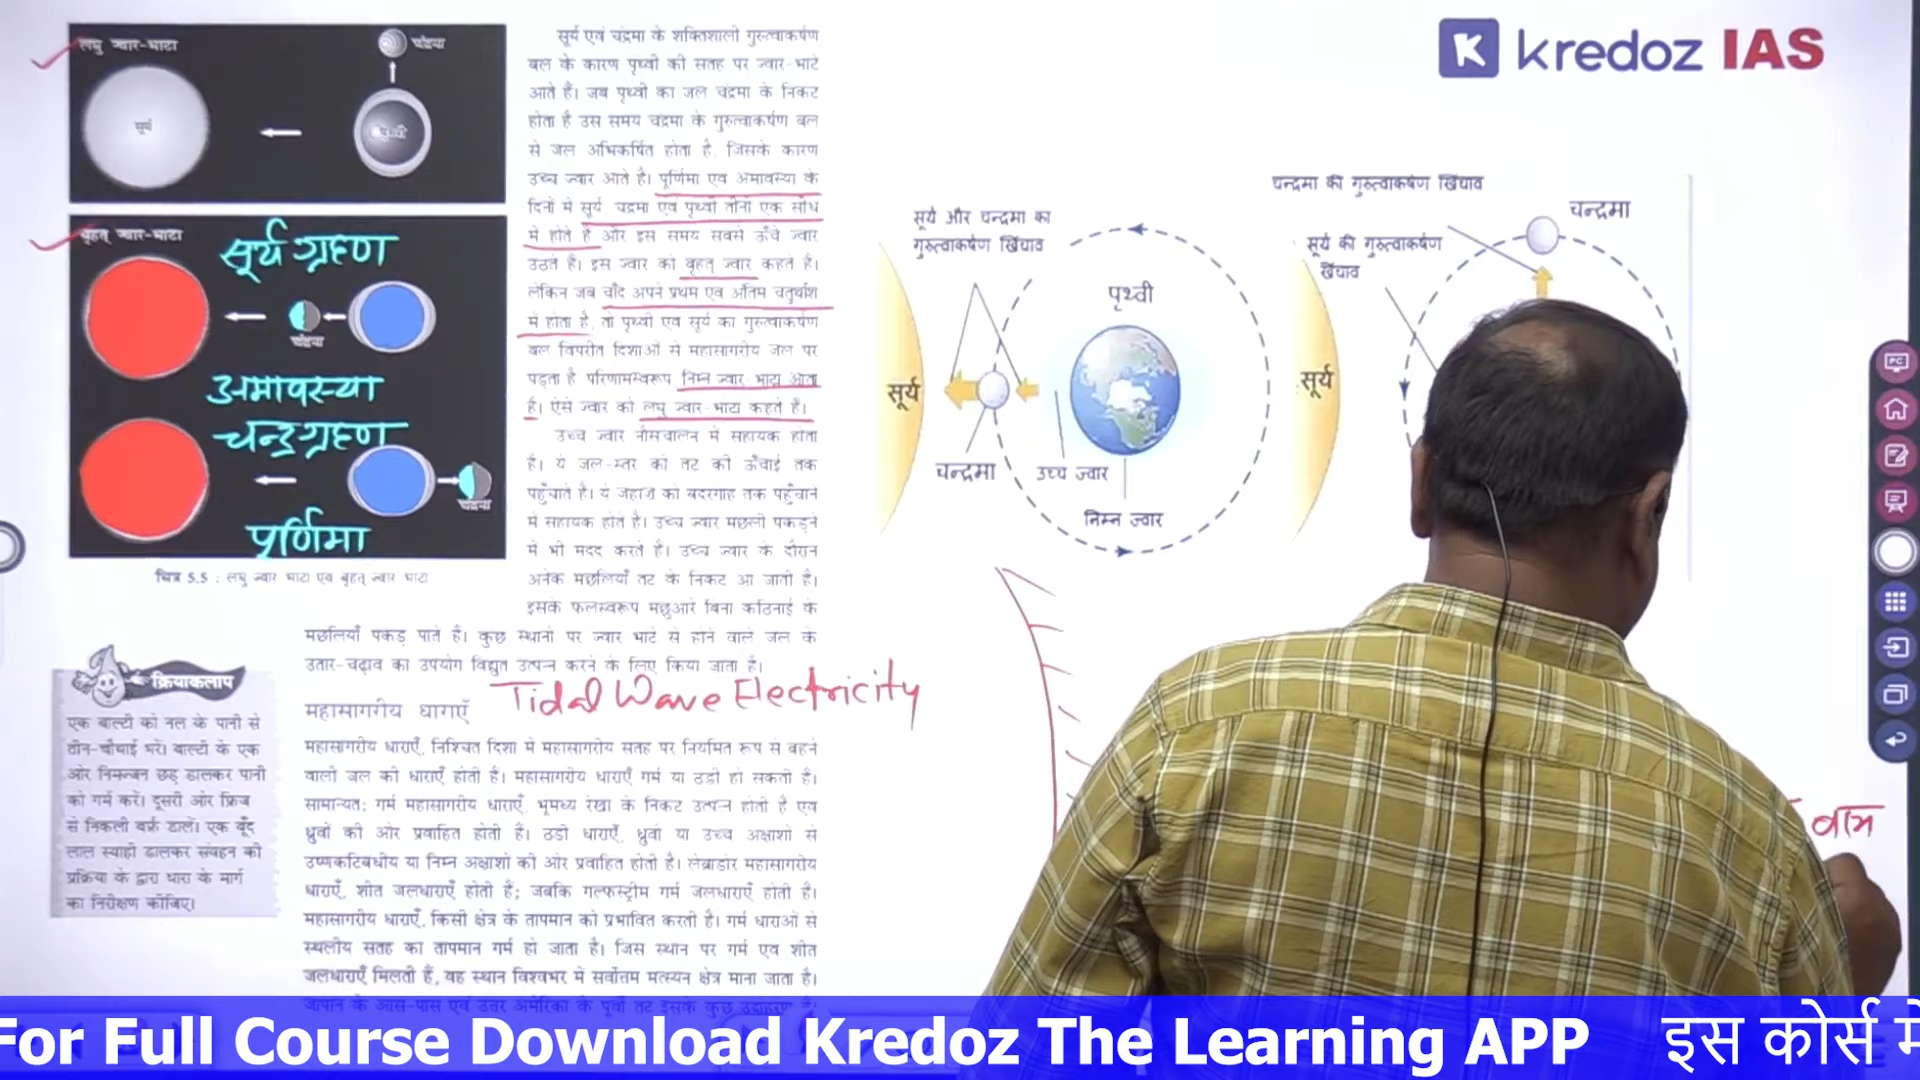 लघु ज्वार-भाटा
चंद्रमा
सूर्य
पृथ्वी
बृहत् ज्वार-भाटा
सूर्य ग्रहण
चंद्रमा
अमावस्या
चन्द्रग्रहण
चंद्रमा
पूर्णिमा
चित्र 5.5 : लघु ज्वार भाटा एवं बृहत् ज्वार भाटा
सूर्य एवं चंद्रमा के शक्तिशाली गुरुत्वाकर्षण
बल के कारण पृथ्वी की सतह पर ज्वार-भाटे
आते हैं। जब पृथ्वी का जल चंद्रमा के निकट
होता है उस समय चंद्रमा के गुरुत्वाकर्षण बल
से जल अभिकर्षित होता है, जिसके कारण
उच्च ज्वार आते हैं। पूर्णिमा एवं अमावस्या के
दिनों में सूर्य, चंद्रमा एवं पृथ्वी तीनों एक सीध
में होते हैं और इस समय सबसे ऊँचे ज्वार
उठते हैं। इस ज्वार को बृहत् ज्वार कहते हैं।
लेकिन जब चाँद अपने प्रथम एवं अंतिम चतुर्थांश
में होता है, तो पृथ्वी एवं सूर्य का गुरुत्वाकर्षण
बल विपरीत दिशाओं से महासागरीय जल पर
पड़ता है परिणामस्वरूप निम्न ज्वार भाटा आता
है। ऐसे ज्वार को लघु ज्वार-भाटा कहते हैं।
उच्च ज्वार नौसंचालन में सहायक होता
है। ये जल-स्तर को तट की ऊँचाई तक
पहुँचाते हैं। ये जहाज़ को बंदरगाह तक पहुँचाने
में सहायक होते हैं। उच्च ज्वार मछली पकड़ने
में भी मदद करते हैं। उच्च ज्वार के दौरान
अनेक मछलियाँ तट के निकट आ जाती हैं।
इसके फलस्वरूप मछुआरे बिना कठिनाई के
मछलियाँ पकड़ पाते हैं। कुछ स्थानों पर ज्वार भाटे से होने वाले जल के
उतार-चढ़ाव का उपयोग विद्युत उत्पन्न करने के लिए किया जाता है।
Tidal Wave Electricity
महासागरीय धाराएँ
महासागरीय धाराएँ, निश्चित दिशा में महासागरीय सतह पर नियमित रूप से बहने
वाली जल की धाराएँ होती हैं। महासागरीय धाराएँ गर्म या ठंडी हो सकती हैं।
सामान्यत: गर्म महासागरीय धाराएँ, भूमध्य रेखा के निकट उत्पन्न होती हैं एवं
ध्रुवों की ओर प्रवाहित होती हैं। ठंडी धाराएँ, ध्रुवों या उच्च अक्षांशों से
उष्णकटिबंधीय या निम्न अक्षांशों की ओर प्रवाहित होती हैं। लेब्राडोर महासागरीय
धाराएँ, शीत जलधाराएँ होती हैं; जबकि गल्फस्ट्रीम गर्म जलधाराएँ होती हैं।
महासागरीय धाराएँ, किसी क्षेत्र के तापमान को प्रभावित करती हैं। गर्म धाराओं से
स्थलीय सतह का तापमान गर्म हो जाता है। जिस स्थान पर गर्म एवं शीत
जलधाराएँ मिलती हैं, वह स्थान विश्वभर में सर्वोत्तम मत्स्यन क्षेत्र माना जाता है।
जापान के आस-पास एवं उत्तर अमेरिका के पूर्वी तट इसके कुछ उदाहरण हैं।
क्रियाकलाप
एक बाल्टी को नल के पानी से
तीन-चौथाई भरें। बाल्टी के एक
ओर निमज्जन छड़ डालकर पानी
को गर्म करें। दूसरी ओर फ्रिज
से निकली बर्फ़ डालें। एक बूँद
लाल स्याही डालकर संवहन की
प्रक्रिया के द्वारा धारा के मार्ग
का निरीक्षण कीजिए।
kredoz IAS
सूर्य और चन्द्रमा का
गुरुत्वाकर्षण खिंचाव
पृथ्वी
सूर्य
चन्द्रमा
उच्च ज्वार
निम्न ज्वार
चन्द्रमा की गुरुत्वाकर्षण खिंचाव
चन्द्रमा
सूर्य की गुरुत्वाकर्षण
खिंचाव
सूर्य
For Full Course Download Kredoz The Learning APP इस कोर्स में